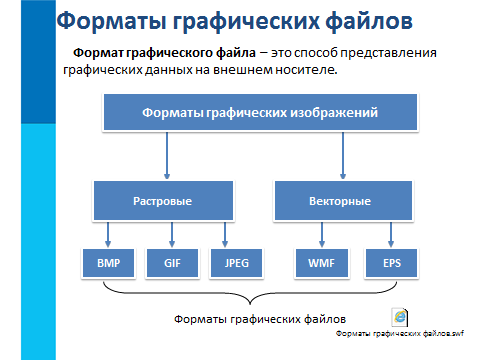 Форматы графических файлов
Формат графического файла – это способ представления
графических данных на внешнем носителе.
Форматы графических изображений
Растровые
Векторные
BMP
GIF
JPEG
WMF
EPS
Форматы графических файлов
Форматы графических файлов.swf